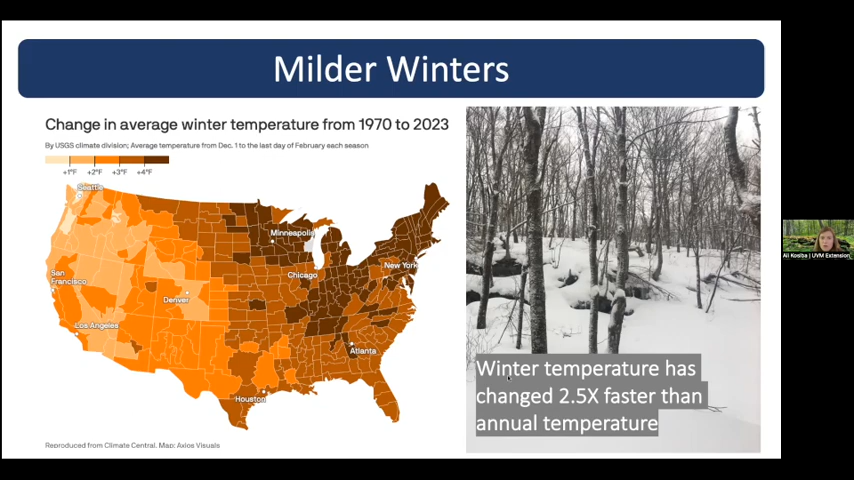 Milder Winters
Change in average winter temperature from 1970 to 2023
By USGS climate division; Average temperature from Dec. 1 to the last day of February each season
+1°F +2°F +3°F +4°F
Seattle
Minneapolis
New York
San
Francisco
Chicago
Denver
Los Angeles
Atlanta
Houston
Reproduced from Climate Central. Map: Axios Visuals
Winter temperature has
changed 2.5X faster than
annual temperature
Ali Kosiba | UVM Extension